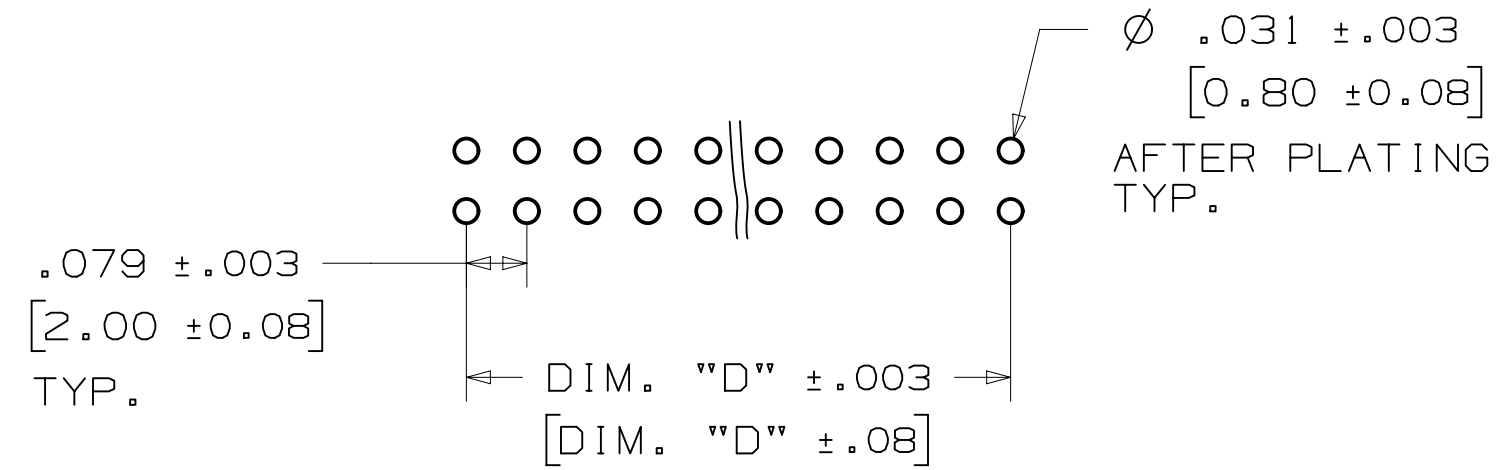 Ø .031 ±.003
[0.80 ±0.08]
AFTER PLATING
TYP.
.079 ±.003
[2.00 ±0.08]
TYP.
DIM. "D" ±.003
[DIM. "D" ±.08]